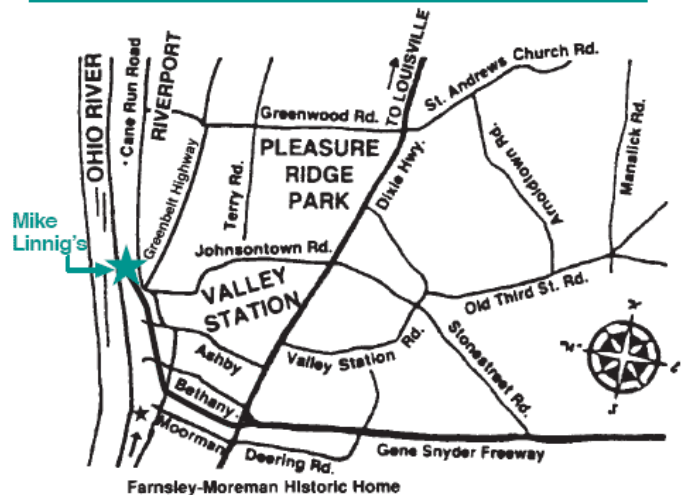 OHIO RIVER
Cane Run Road
RIVERPORT
TO LOUISVILLE
St. Andrews Church Rd.
Greenwood Rd.
PLEASURE
RIDGE
PARK
Dixie Hwy.
Arnoldtown Rd.
Manslick Rd.
Greenbelt Highway
Terry Rd.
Mike
Linnig's
Johnsontown Rd.
VALLEY
STATION
Old Third St. Rd.
Ashby
Valley Station Rd.
Stonestreet Rd.
Bethany
Moorman
Deering Rd.
Gene Snyder Freeway
Farnsley-Moreman Historic Home